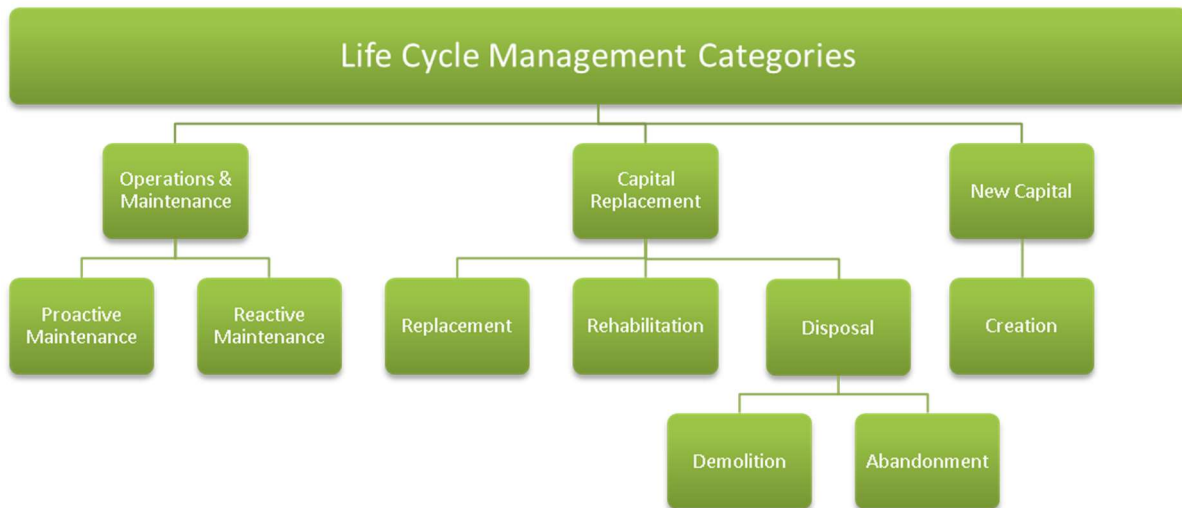 Life Cycle Management Categories
Operations &
Maintenance
Capital
Replacement
New Capital
Proactive
Maintenance
Reactive
Maintenance
Replacement
Rehabilitation
Disposal
Creation
Demolition
Abandonment